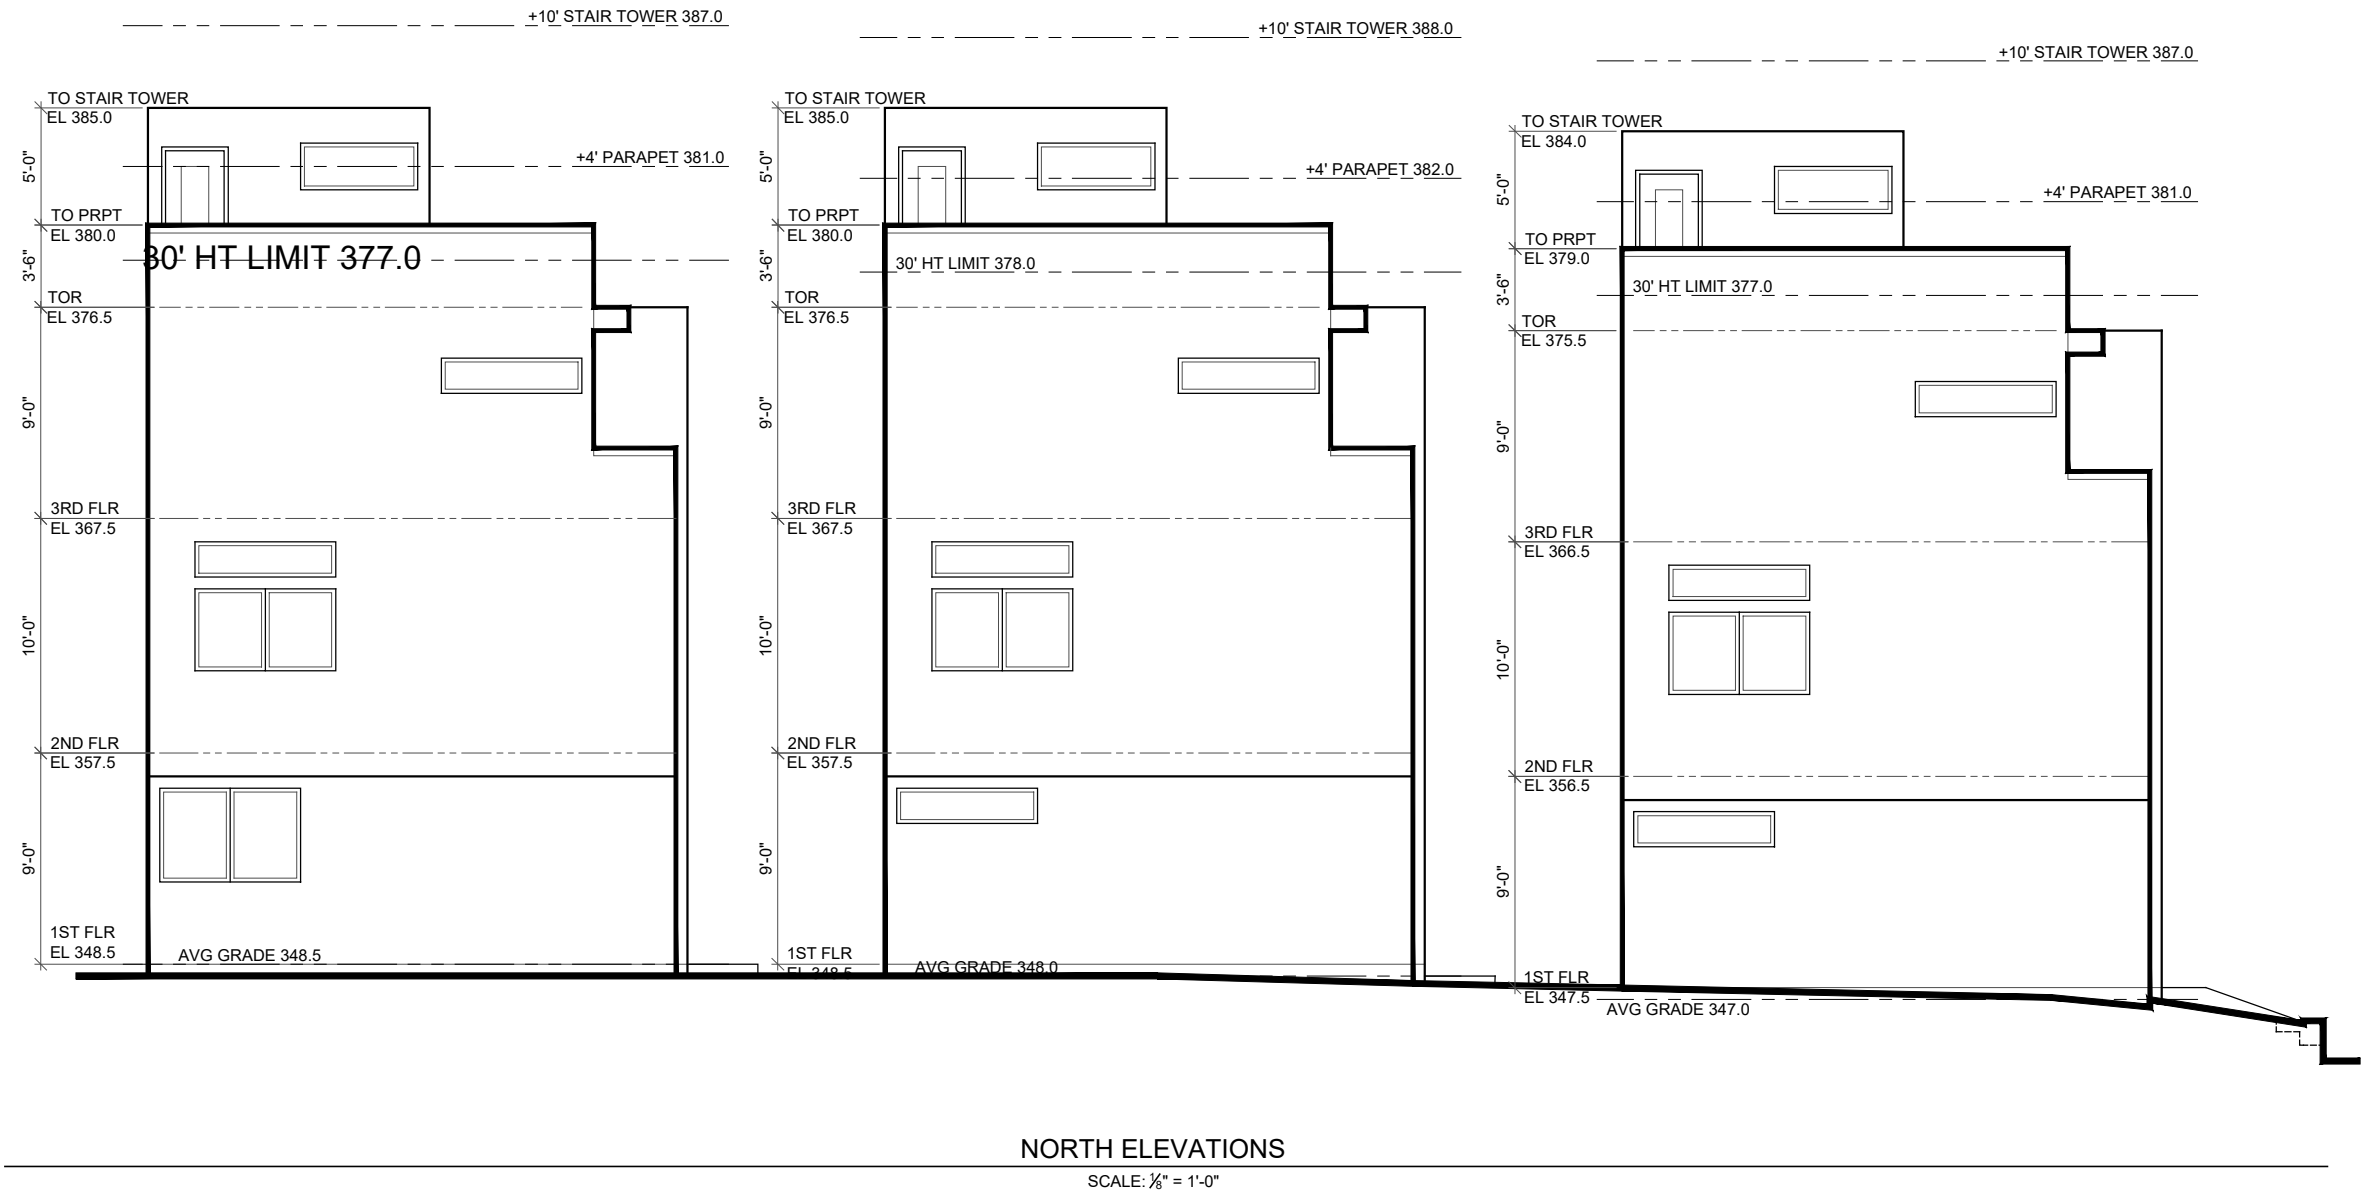 +10' STAIR TOWER 387.0
TO STAIR TOWER
EL 385.0
5'-0"
+4' PARAPET 381.0
TO PRPT
EL 380.0
30' HT LIMIT 377.0
3'-6"
TOR
EL 376.5
9'-0"
3RD FLR
EL 367.5
10'-0"
2ND FLR
EL 357.5
9'-0"
1ST FLR
EL 348.5
AVG GRADE 348.5
+10' STAIR TOWER 388.0
TO STAIR TOWER
EL 385.0
5'-0"
+4' PARAPET 382.0
TO PRPT
EL 380.0
30' HT LIMIT 378.0
3'-6"
TOR
EL 376.5
9'-0"
3RD FLR
EL 367.5
10'-0"
2ND FLR
EL 357.5
9'-0"
1ST FLR
EL 348.5
AVG GRADE 348.0
+10' STAIR TOWER 387.0
TO STAIR TOWER
EL 384.0
5'-0"
+4' PARAPET 381.0
TO PRPT
EL 379.0
30' HT LIMIT 377.0
3'-6"
TOR
EL 375.5
9'-0"
3RD FLR
EL 366.5
10'-0"
2ND FLR
EL 356.5
9'-0"
1ST FLR
EL 347.5
AVG GRADE 347.0
NORTH ELEVATIONS
SCALE: ⅛" = 1'-0"